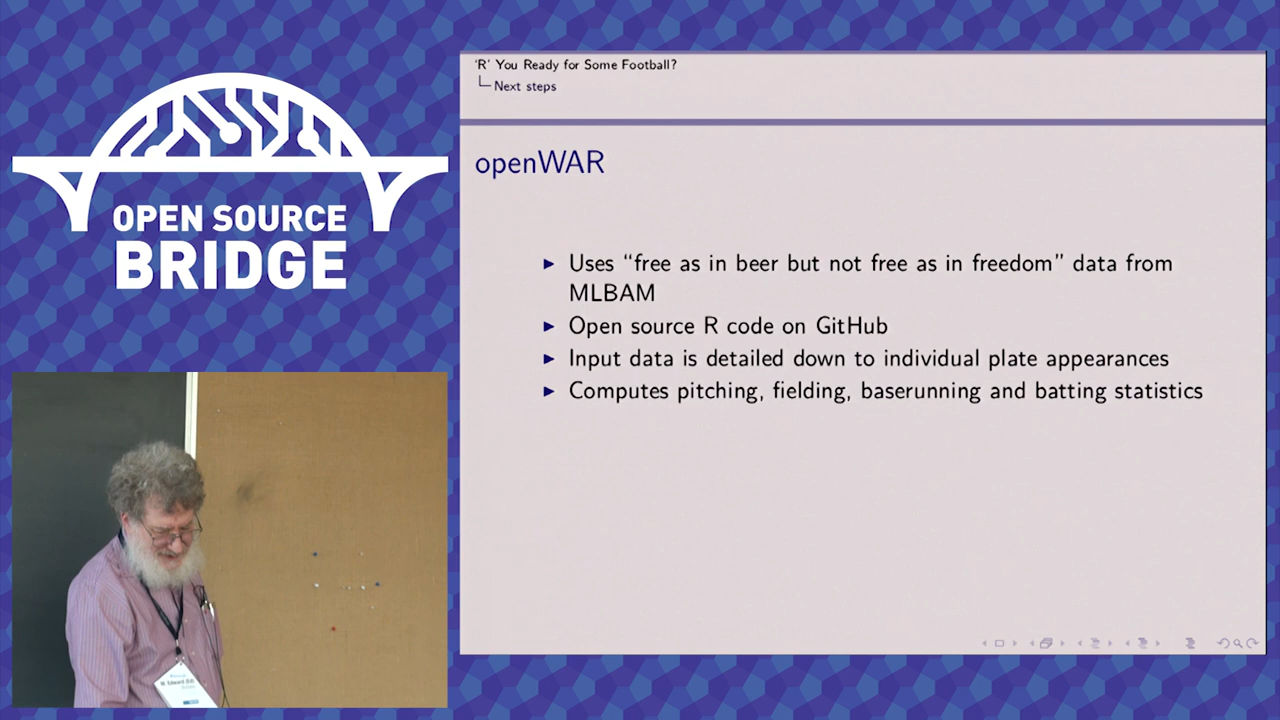 OPEN SOURCE
BRIDGE
'R' You Ready for Some Football?
Next steps
openWAR
Uses “free as in beer but not free as in freedom” data from
MLBAM
Open source R code on GitHub
Input data is detailed down to individual plate appearances
Computes pitching, fielding, baserunning and batting statistics
W. Edward (Ed)